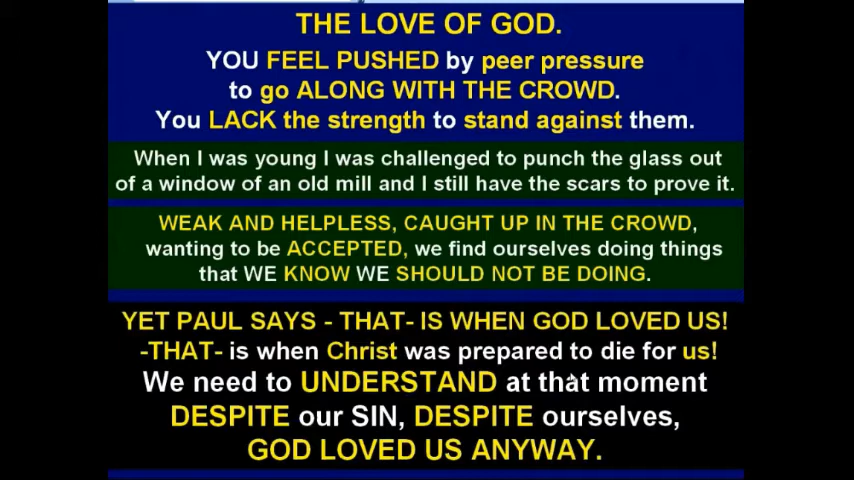 THE LOVE OF GOD.
YOU FEEL PUSHED by peer pressure
to go ALONG WITH THE CROWD.
You LACK the strength to stand against them.
When I was young I was challenged to punch the glass out
of a window of an old mill and I still have the scars to prove it.
WEAK AND HELPLESS, CAUGHT UP IN THE CROWD,
wanting to be ACCEPTED, we find ourselves doing things
that WE KNOW WE SHOULD NOT BE DOING.
YET PAUL SAYS - THAT- IS WHEN GOD LOVED US!
-THAT- is when Christ was prepared to die for us!
We need to UNDERSTAND at that moment
DESPITE our SIN, DESPITE ourselves,
GOD LOVED US ANYWAY.